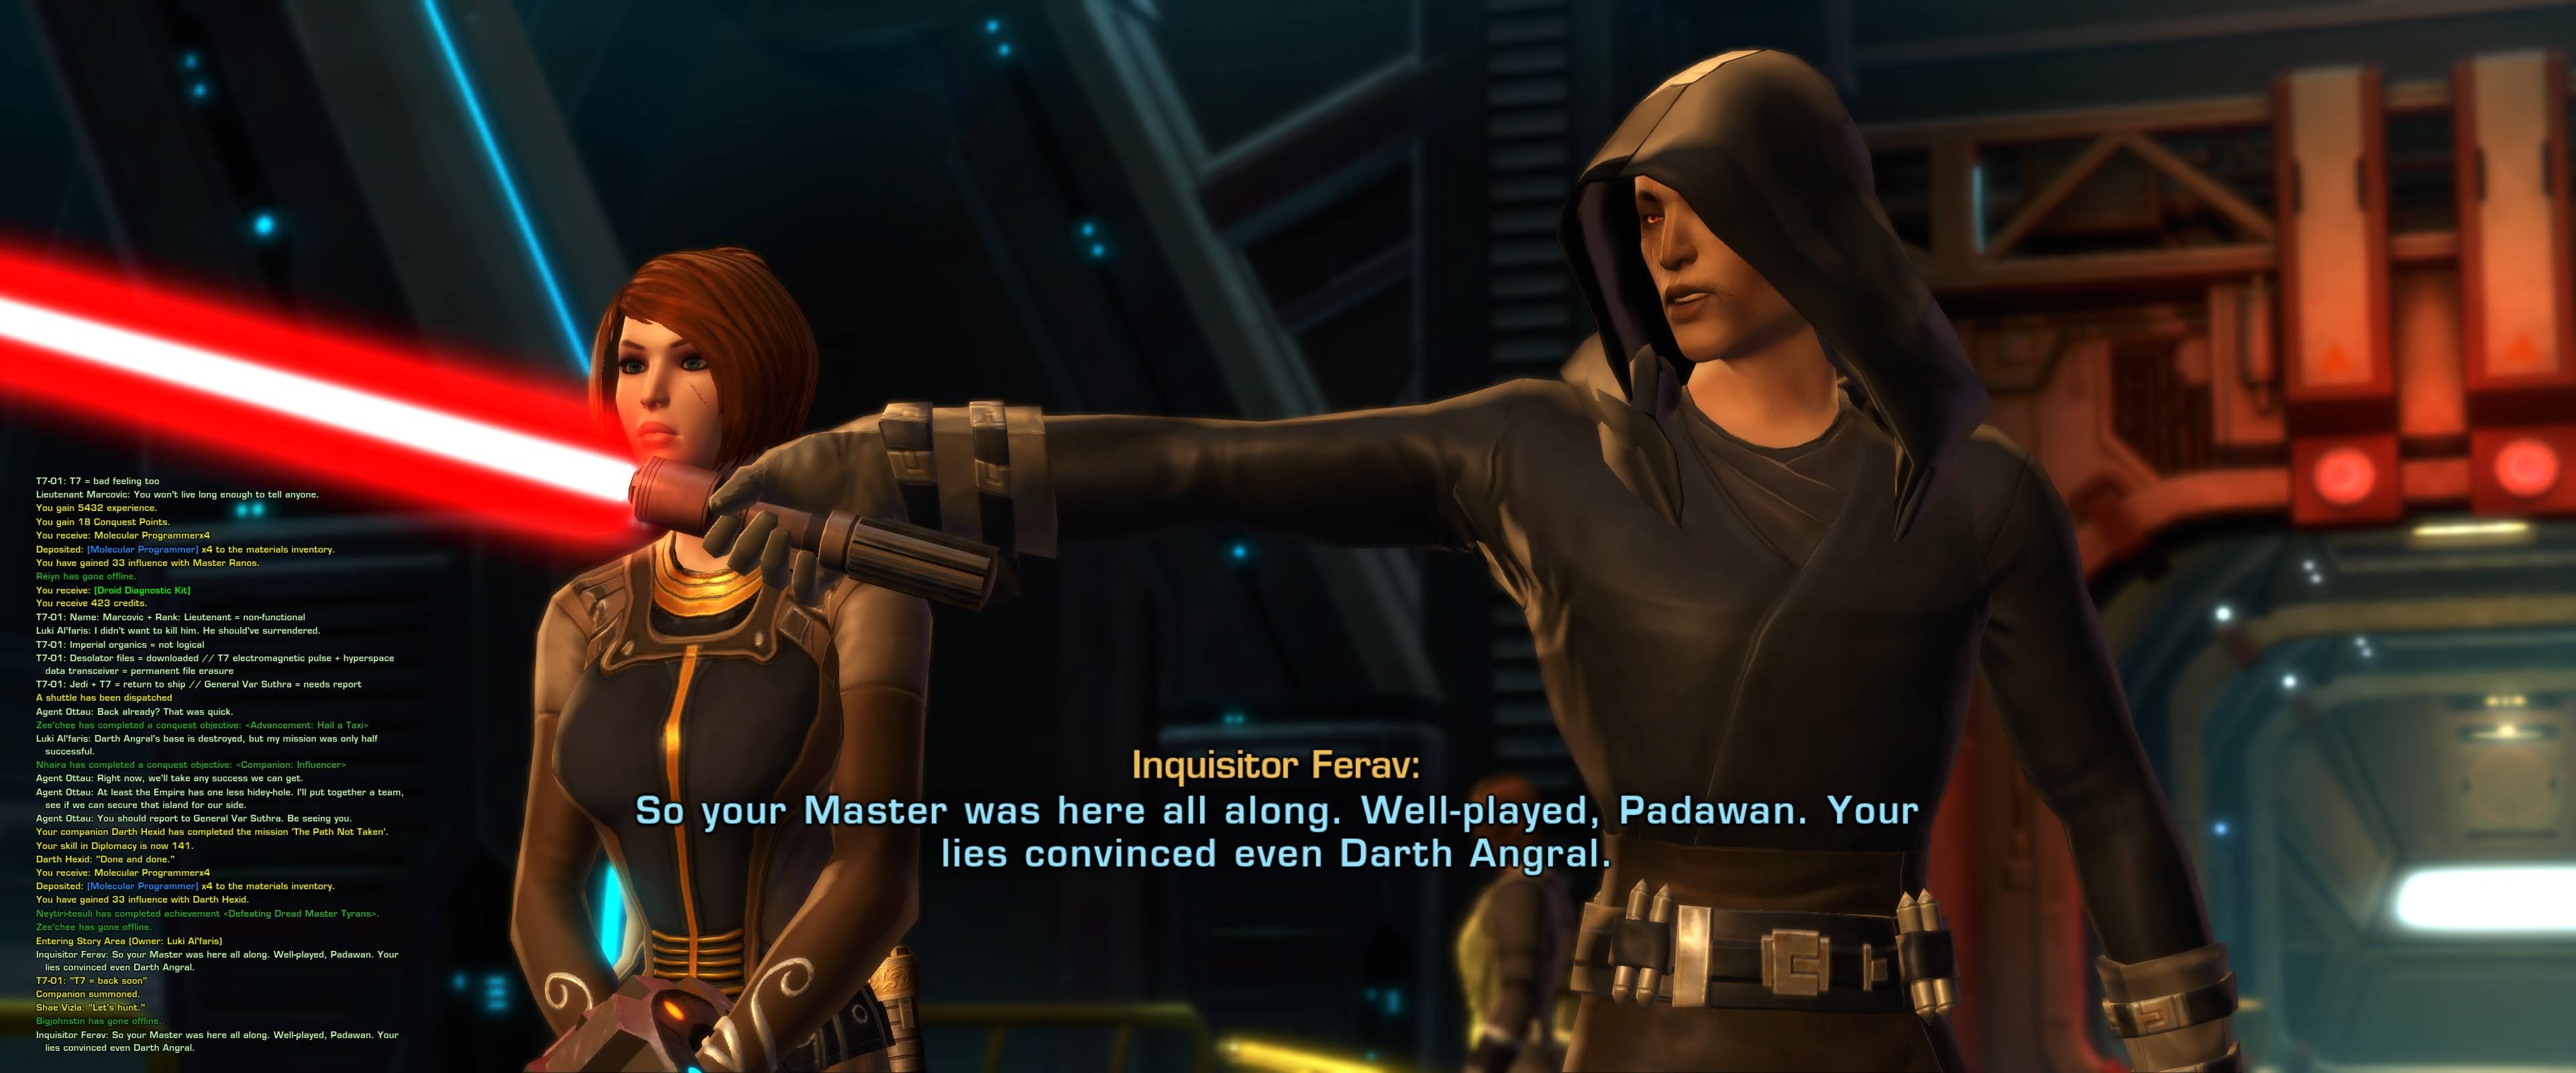 T7-01: T7 = bad feeling too
Lieutenant Marcovic: You won't live long enough to tell anyone.
You gain 5432 experience.
You gain 18 Conquest Points.
You receive: Molecular Programmerx4
Deposited: [Molecular Programmer] x4 to the materials inventory.
You have gained 33 influence with Master Ranos.
Rëiyn has gone offline.
You receive: [Droid Diagnostic Kit]
You receive 423 credits.
T7-01: Name: Marcovic + Rank: Lieutenant = non-functional
Luki Al'faris: I didn't want to kill him. He should've surrendered.
T7-01: Imperial organics = not logical
T7-01: Desolator files = downloaded // T7 electromagnetic pulse + hyperspace
data transceiver = permanent file erasure
T7-01: Jedi + T7 = return to ship // General Var Suthra = needs report
A shuttle has been dispatched
Agent Ottau: Back already? That was quick.
Zee'chee has completed a conquest objective: <Advancement: Hail a Taxi>
Luki Al'faris: Darth Angral's base is destroyed, but my mission was only half
successful.
Nhaira has completed a conquest objective: <Companion: Influencer>
Agent Ottau: Right now, we'll take any success we can get.
Agent Ottau: At least the Empire has one less hidey-hole. I'll put together a team,
see if we can secure that island for our side.
Agent Ottau: You should report to General Var Suthra. Be seeing you.
Your companion Darth Hexid has completed the mission 'The Path Not Taken'.
Your skill in Diplomacy is now 141.
Darth Hexid: "Done and done."
You receive: Molecular Programmerx4
Deposited: [Molecular Programmer] x4 to the materials inventory.
You have gained 33 influence with Darth Hexid.
Neytiri-tesuli has completed achievement <Defeating Dread Master Tyrans>.
Zee'chee has gone offline.
Entering Story Area (Owner: Luki Al'faris)
Inquisitor Ferav: So your Master was here all along. Well-played, Padawan. Your
lies convinced even Darth Angral.
T7-01: "T7 = back soon"
Companion summoned.
Shae Vizla: "Let's hunt."
Bigjohnstin has gone offline.
Inquisitor Ferav: So your Master was here all along. Well-played, Padawan. Your
lies convinced even Darth Angral.
Inquisitor Ferav:
So your Master was here all along. Well-played, Padawan. Your
lies convinced even Darth Angral.